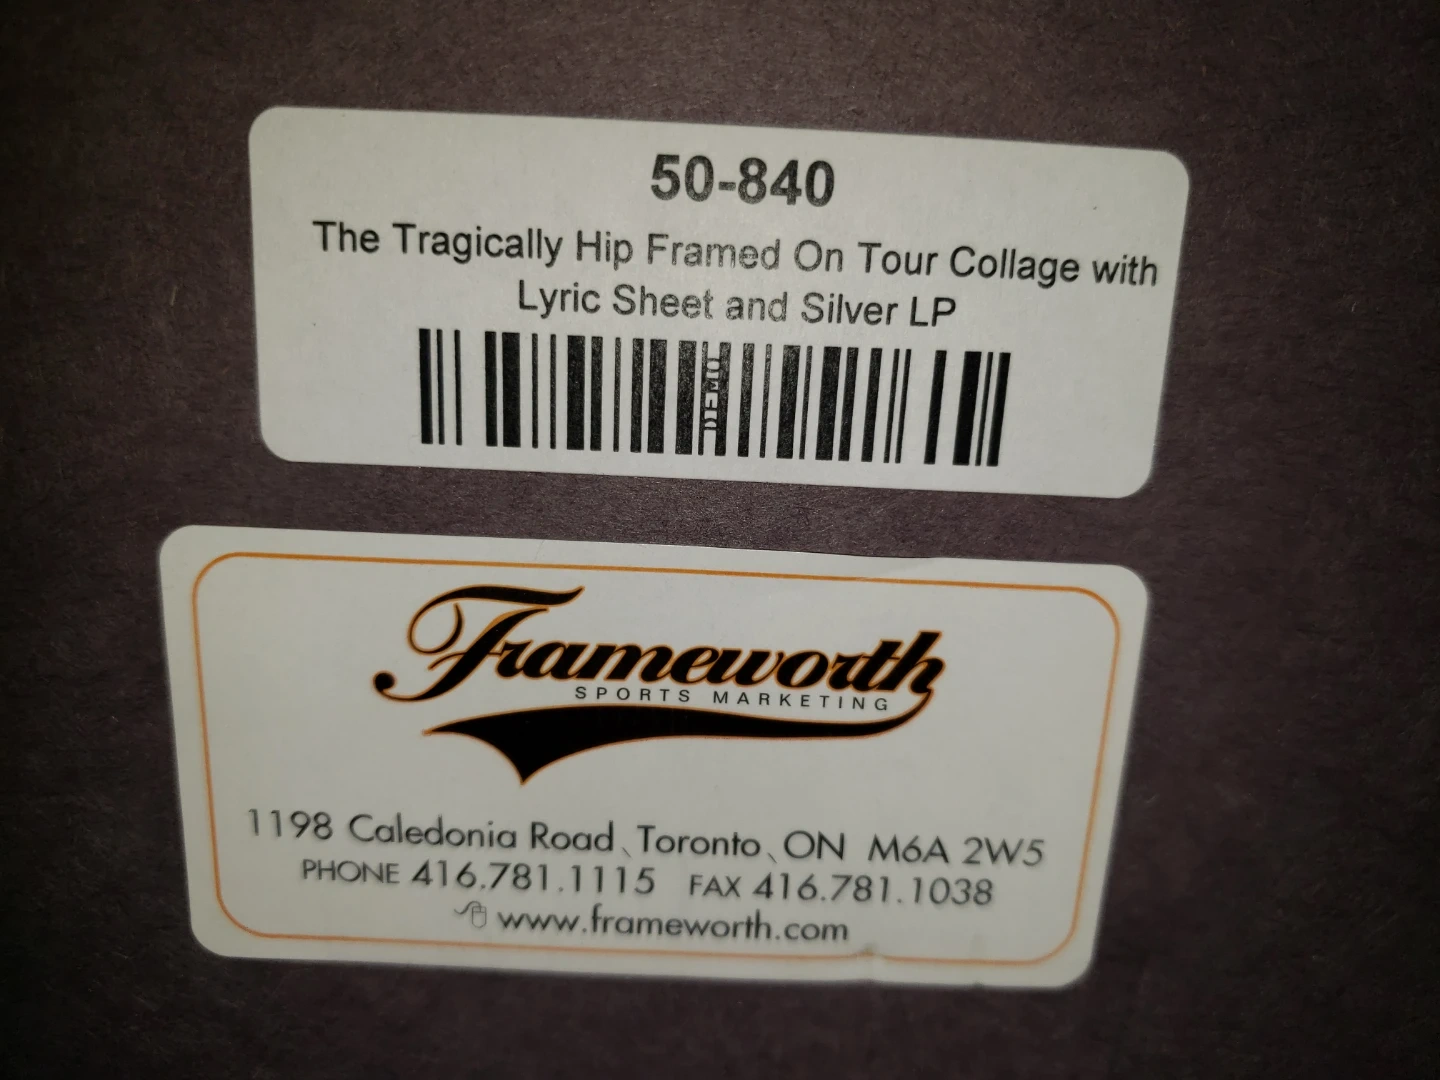 50-840
The Tragically Hip Framed On Tour Collage with
Lyric Sheet and Silver LP
Frameworth
SPORTS MARKETING
1198 Caledonia Road, Toronto, ON M6A 2W5
PHONE 416.781.1115 FAX 416.781.1038
www.frameworth.com